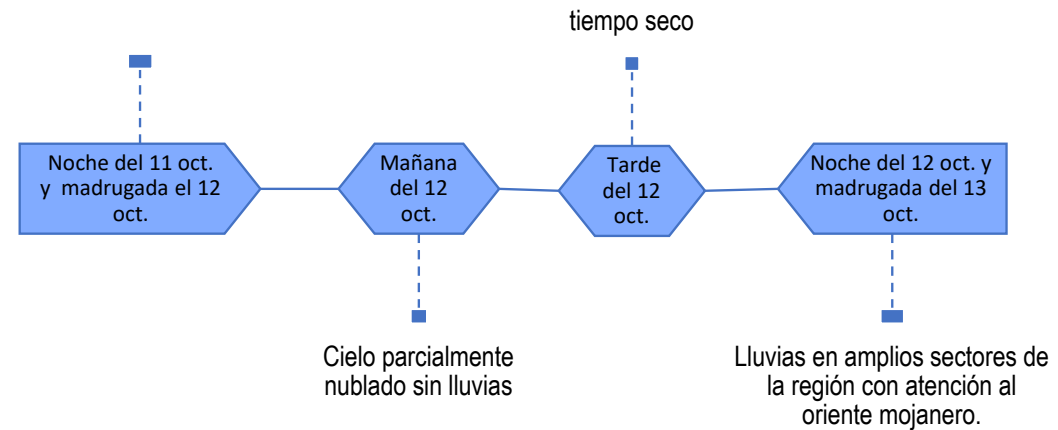 tiempo seco
Noche del 11 oct.
y madrugada el 12
oct.
Mañana
del 12
oct.
Tarde
del 12
oct.
Noche del 12 oct. y
madrugada del 13
oct.
Cielo parcialmente
nublado sin lluvias
Lluvias en amplios sectores de
la región con atención al
oriente mojanero.